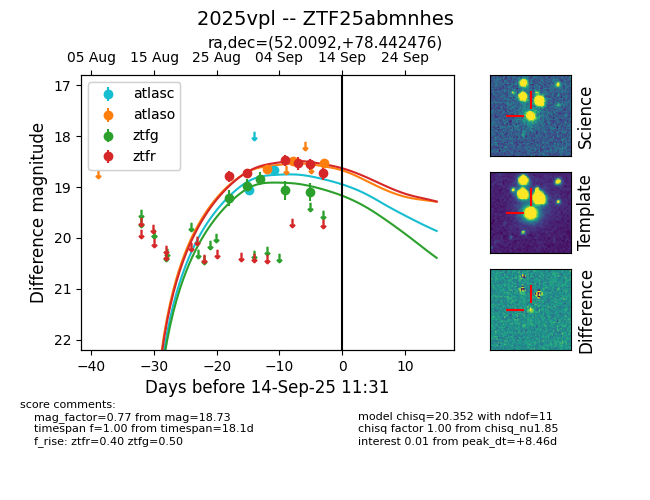 2025vpl -- ZTF25abmnhes
ra,dec=(52.0092,+78.442476)
05 Aug 15 Aug 25 Aug 04 Sep 14 Sep 24 Sep
17
18
19
20
21
22
Difference magnitude
atlasc
atlaso
ztfg
ztfr
−40 −30 −20 −10 0 10
Days before 14-Sep-25 11:31
Science
Template
Difference
score comments:
mag_factor=0.77 from mag=18.73
timespan f=1.00 from timespan=18.1d
f_rise: ztfr=0.40 ztfg=0.50
model chisq=20.352 with ndof=11
chisq factor 1.00 from chisq_nu1.85
interest 0.01 from peak_dt=+8.46d